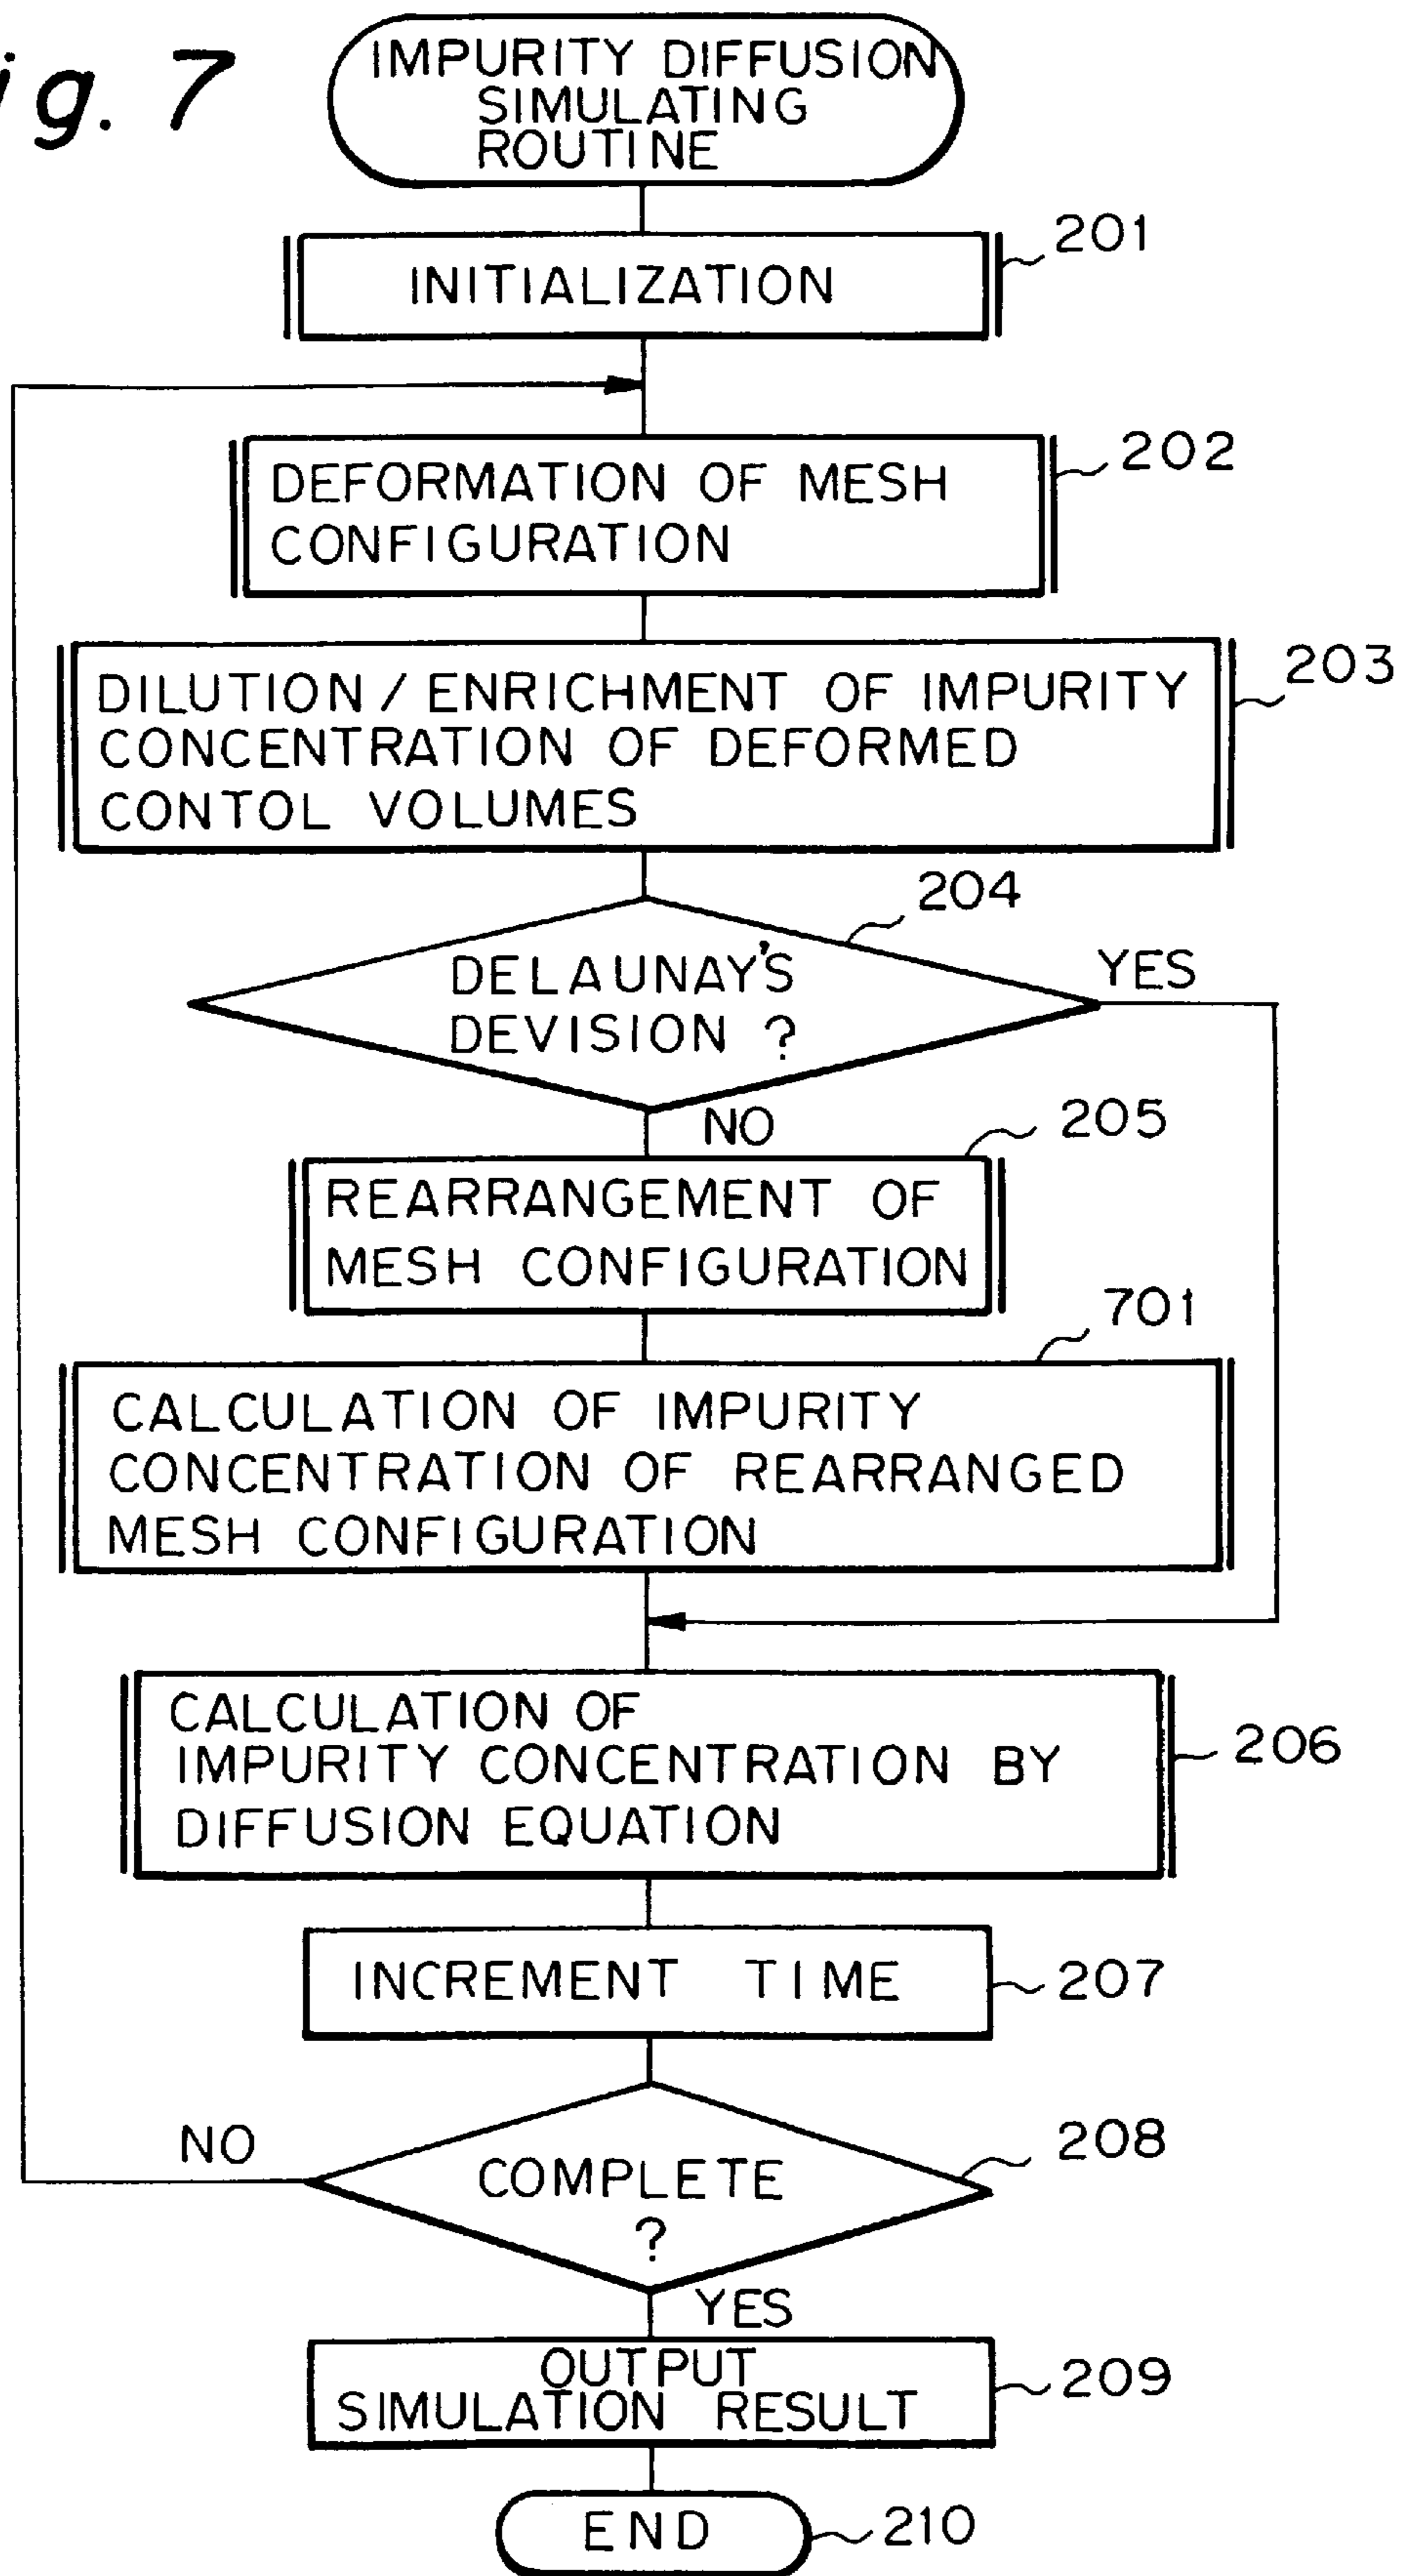 ig. 7
IMPURITY DIFFUSION
SIMULATING
ROUTINE
201
INITIALIZATION
202
DEFORMATION OF MESH
CONFIGURATION
203
DILUTION / ENRICHMENT OF IMPURITY
CONCENTRATION OF DEFORMED
CONTOL VOLUMES
204
DELAUNAY'S
DEVISION ?
YES
NO
205
REARRANGEMENT OF
MESH CONFIGURATION
701
CALCULATION OF IMPURITY
CONCENTRATION OF REARRANGED
MESH CONFIGURATION
CALCULATION OF
IMPURITY CONCENTRATION BY
DIFFUSION EQUATION
206
INCREMENT TIME
207
NO
208
COMPLETE
?
YES
OUTPUT
SIMULATION RESULT
209
END
210